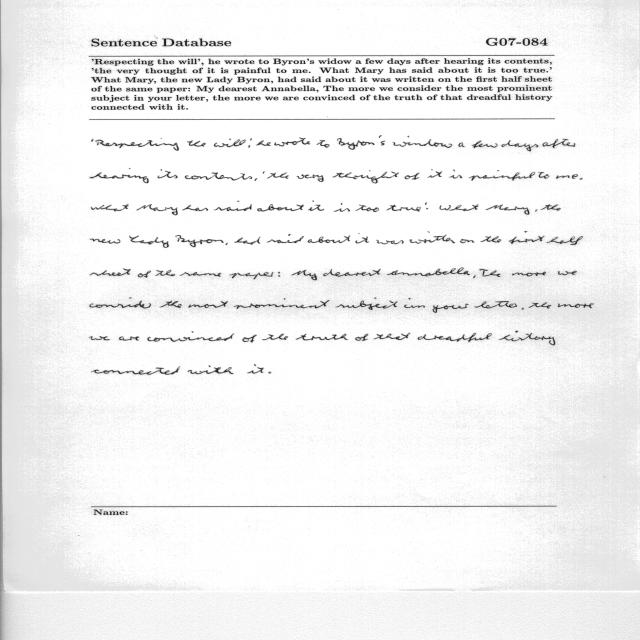 Sentence Database G07-084
'Respecting the will', he wrote to Byron's widow a few days after hearing its contents,
'the very thought of it is painful to me. What Mary has said about it is too true.'
What Mary, the new Lady Byron, had said about it was written on the first half sheet
of the same paper: My dearest Annabella, The more we consider the most prominent
subject in your letter, the more we are convinced of the truth of that dreadful history
connected with it.
'Respecting the will', he wrote to Byron's window a few days after
hearing its contents, 'the very thought of it is painful to me.
What Mary has said about it is too true'. What Mary, the
new Lady Byron, had said about it was written on the first half
sheet of the same paper: My dearest Annabella, The more we
conside the most prominent subject in your letter, the more
we are convinced of the truth of that dreadful history
connected with it.
Name: